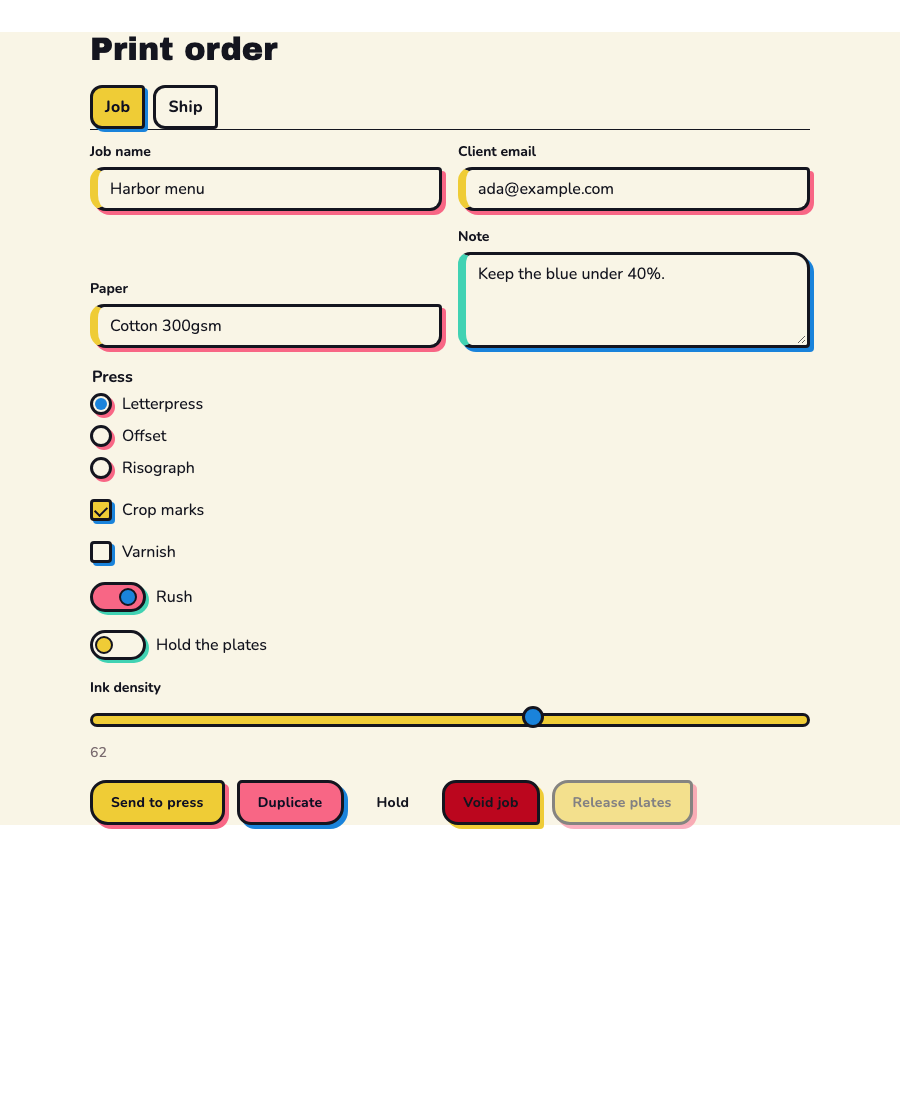 Print order
Job Ship
Job name Client email
Harbor menu ada@example.com
Note
Keep the blue under 40%.
Paper
Cotton 300gsm
Press
Letterpress
Offset
Risograph
Crop marks
Varnish
Rush
Hold the plates
Ink density
62
Send to press Duplicate Hold Void job Release plates